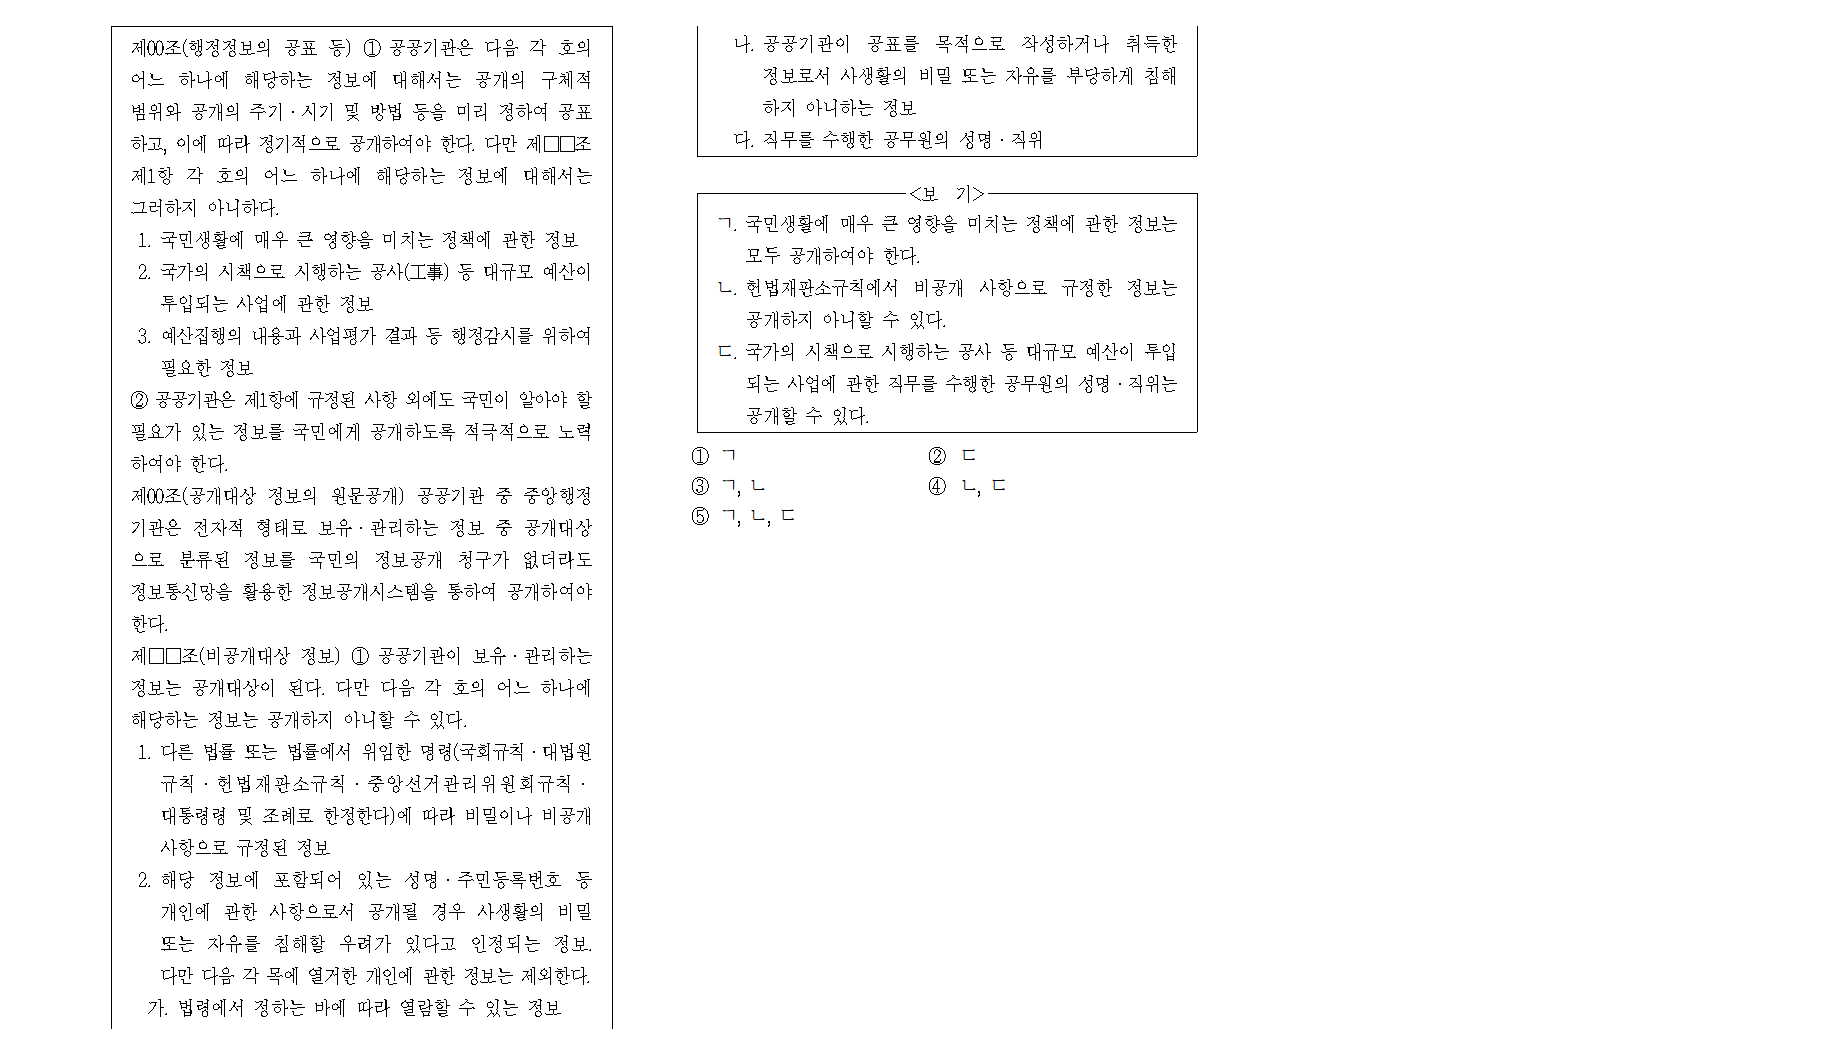 제00조(행정정보의 공표 등) ① 공공기관은 다음 각 호의
어느 하나에 해당하는 정보에 대해서는 공개의 구체적
범위와 공개의 주기·시기 및 방법 등을 미리 정하여 공표
하고, 이에 따라 정기적으로 공개하여야 한다. 다만 제□□조
제1항 각 호의 어느 하나에 해당하는 정보에 대해서는
그러하지 아니하다.
1. 국민생활에 매우 큰 영향을 미치는 정책에 관한 정보
2. 국가의 시책으로 시행하는 공사(工事) 등 대규모 예산이
투입되는 사업에 관한 정보
3. 예산집행의 내용과 사업평가 결과 등 행정감시를 위하여
필요한 정보
② 공공기관은 제1항에 규정된 사항 외에도 국민이 알아야 할
필요가 있는 정보를 국민에게 공개하도록 적극적으로 노력
하여야 한다.
제00조(공개대상 정보의 원문공개) 공공기관 중 중앙행정
기관은 전자적 형태로 보유·관리하는 정보 중 공개대상
으로 분류된 정보를 국민의 정보공개 청구가 없더라도
정보통신망을 활용한 정보공개시스템을 통하여 공개하여야
한다.
제□□조(비공개대상 정보) ① 공공기관이 보유·관리하는
정보는 공개대상이 된다. 다만 다음 각 호의 어느 하나에
해당하는 정보는 공개하지 아니할 수 있다.
1. 다른 법률 또는 법률에서 위임한 명령(국회규칙·대법원
규칙·헌법재판소규칙·중앙선거관리위원회규칙·
대통령령 및 조례로 한정한다)에 따라 비밀이나 비공개
사항으로 규정된 정보
2. 해당 정보에 포함되어 있는 성명·주민등록번호 등
개인에 관한 사항으로서 공개될 경우 사생활의 비밀
또는 자유를 침해할 우려가 있다고 인정되는 정보.
다만 다음 각 목에 열거한 개인에 관한 정보는 제외한다.
가. 법령에서 정하는 바에 따라 열람할 수 있는 정보
나. 공공기관이 공표를 목적으로 작성하거나 취득한
정보로서 사생활의 비밀 또는 자유를 부당하게 침해
하지 아니하는 정보
다. 직무를 수행한 공무원의 성명·직위
<보 기>
ㄱ. 국민생활에 매우 큰 영향을 미치는 정책에 관한 정보는
모두 공개하여야 한다.
ㄴ. 헌법재판소규칙에서 비공개 사항으로 규정한 정보는
공개하지 아니할 수 있다.
ㄷ. 국가의 시책으로 시행하는 공사 등 대규모 예산이 투입
되는 사업에 관한 직무를 수행한 공무원의 성명·직위는
공개할 수 있다.
① ㄱ ② ㄷ
③ ㄱ, ㄴ ④ ㄴ, ㄷ
⑤ ㄱ, ㄴ, ㄷ